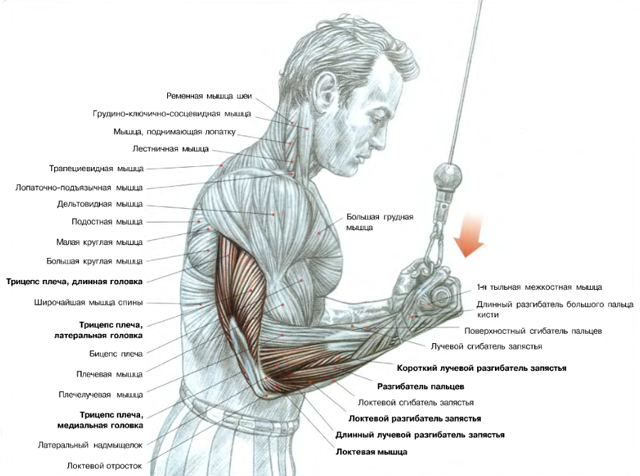 Ременная мышца шеи
Грудино-ключично-сосцевидная мышца
Мышца, поднимающая лопатку
Лестничная мышца
Трапециевидная мышца
Лопаточно-подъязычная мышца
Дельтовидная мышца
Подостная мышца
Малая круглая мышца
Большая круглая мышца
Трицепс плеча, длинная головка
Широчайшая мышца спины
Трицепс плеча,
латеральная головка
Бицепс плеча
Плечевая мышца
Плечелучевая мышца
Трицепс плеча,
медиальная головка
Латеральный надмыщелок
Локтевой отросток
Большая грудная
мышца
1-я тыльная межкостная мышца
Длинный разгибатель большого пальца
кисти
Поверхностный сгибатель пальцев
Лучевой сгибатель запястья
Короткий лучевой разгибатель запястья
Разгибатель пальцев
Локтевой сгибатель запястья
Локтевой разгибатель запястья
Длинный лучевой разгибатель запястья
Локтевая мышца